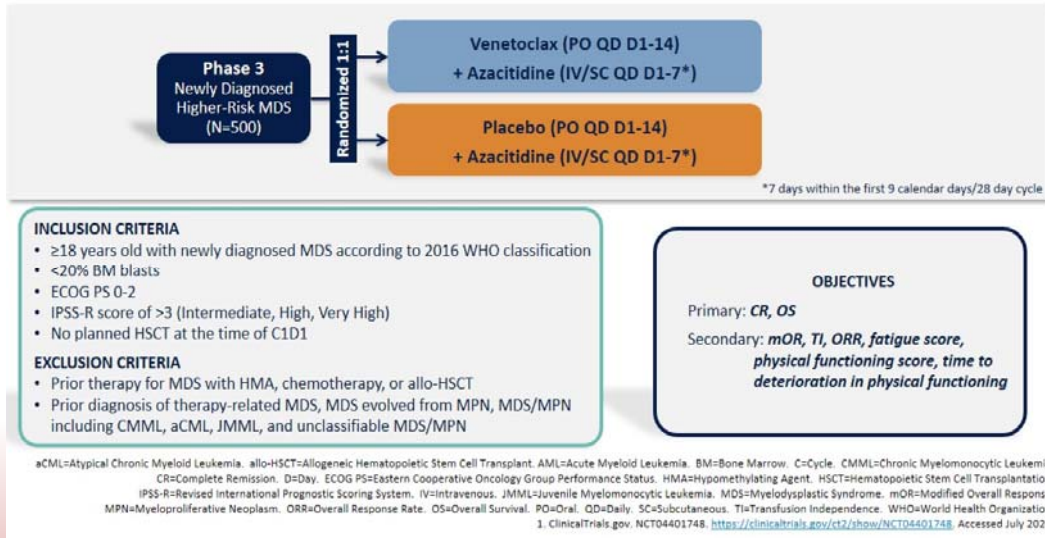 Phase 3
Newly Diagnosed
Higher-Risk MDS
(N=500)
Randomized 1:1
Venetoclax (PO QD D1-14)
+ Azacitidine (IV/SC QD D1-7*)
Placebo (PO QD D1-14)
+ Azacitidine (IV/SC QD D1-7*)
*7 days within the first 9 calendar days/28 day cycle
INCLUSION CRITERIA
• ≥18 years old with newly diagnosed MDS according to 2016 WHO classification
• <20% BM blasts
• ECOG PS 0-2
• IPSS-R score of >3 (Intermediate, High, Very High)
• No planned HSCT at the time of C1D1
EXCLUSION CRITERIA
• Prior therapy for MDS with HMA, chemotherapy, or allo-HSCT
• Prior diagnosis of therapy-related MDS, MDS evolved from MPN, MDS/MPN
including CMML, aCML, JMML, and unclassifiable MDS/MPN
OBJECTIVES
Primary: CR, OS
Secondary: mOR, TI, ORR, fatigue score,
physical functioning score, time to
deterioration in physical functioning
aCML=Atypical Chronic Myeloid Leukemia. allo-HSCT=Allogeneic Hematopoietic Stem Cell Transplant. AML=Acute Myeloid Leukemia. BM=Bone Marrow. C=Cycle. CMML=Chronic Myelomonocytic Leukemi
CR=Complete Remission. D=Day. ECOG PS=Eastern Cooperative Oncology Group Performance Status. HMA=Hypomethylating Agent. HSCT=Hematopoietic Stem Cell Transplantatio
IPSS-R=Revised International Prognostic Scoring System. IV=Intravenous. JMML=Juvenile Myelomonocytic Leukemia. MDS=Myelodysplastic Syndrome. mOR=Modified Overall Respons
MPN=Myeloproliferative Neoplasm. ORR=Overall Response Rate. OS=Overall Survival. PO=Oral. QD=Daily. SC=Subcutaneous. TI=Transfusion Independence. WHO=World Health Organizatio
1. ClinicalTrials.gov. NCT04401748. https://clinicaltrials.gov/ct2/show/NCT04401748. Accessed July 202